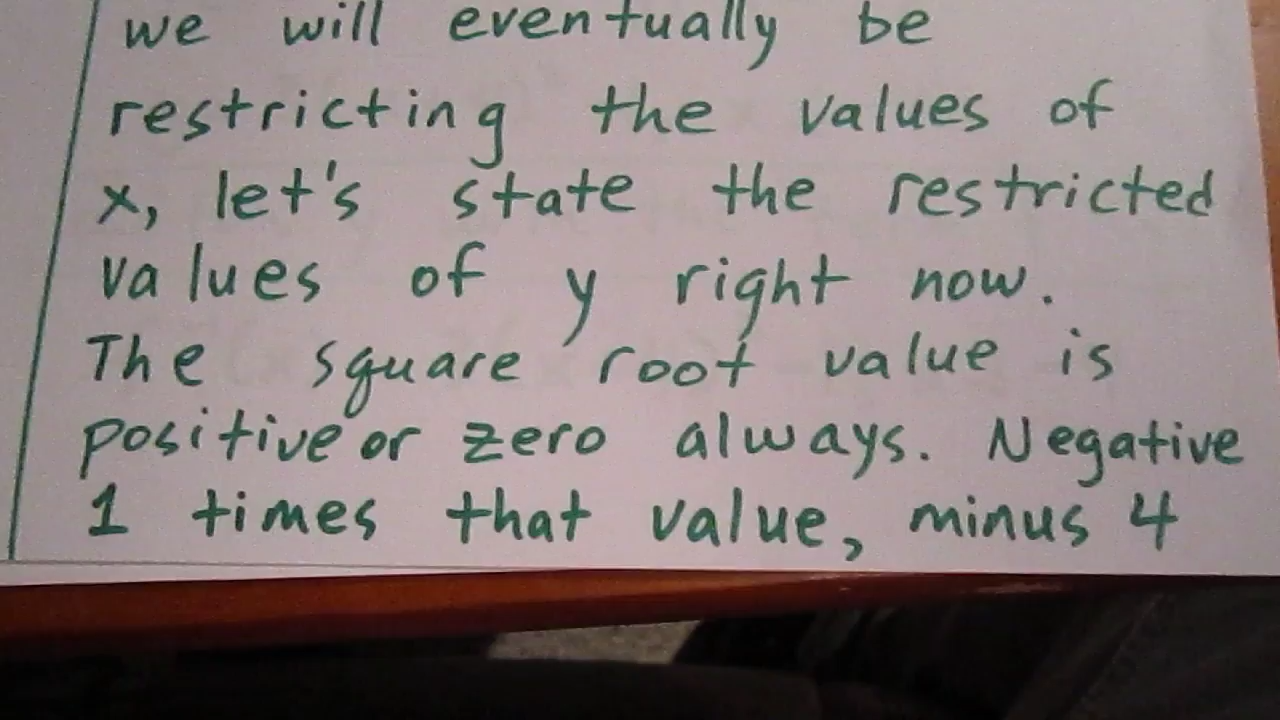 we will eventually be
restricting the values of
x, let's state the restricted
values of y right now.
The square root value is
positive or zero always. Negative
1 times that value, minus 4